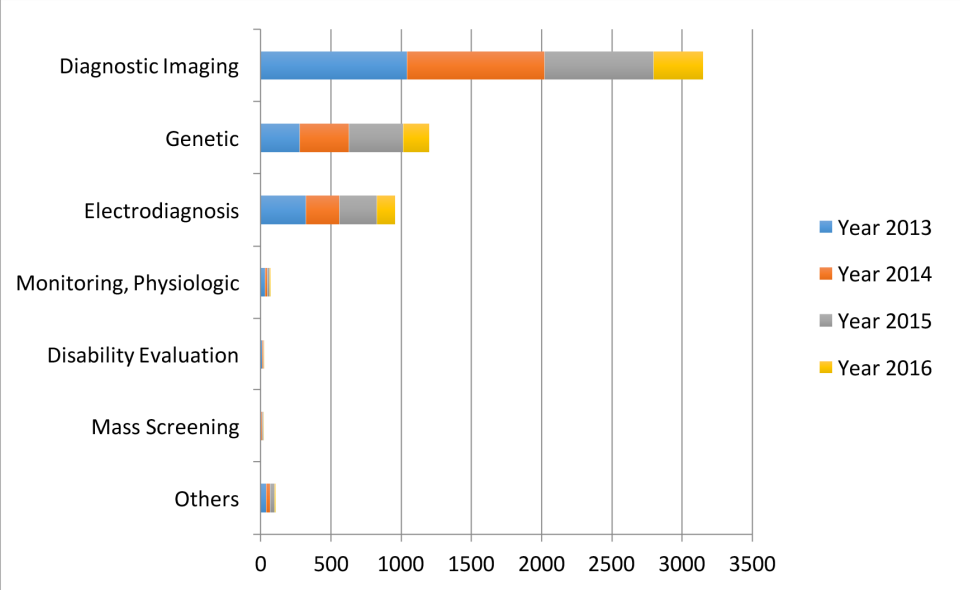 Diagnostic Imaging
Genetic
Electrodiagnosis
Monitoring, Physiologic
Disability Evaluation
Mass Screening
Others
0 500 1000 1500 2000 2500 3000 3500
Year 2013
Year 2014
Year 2015
Year 2016